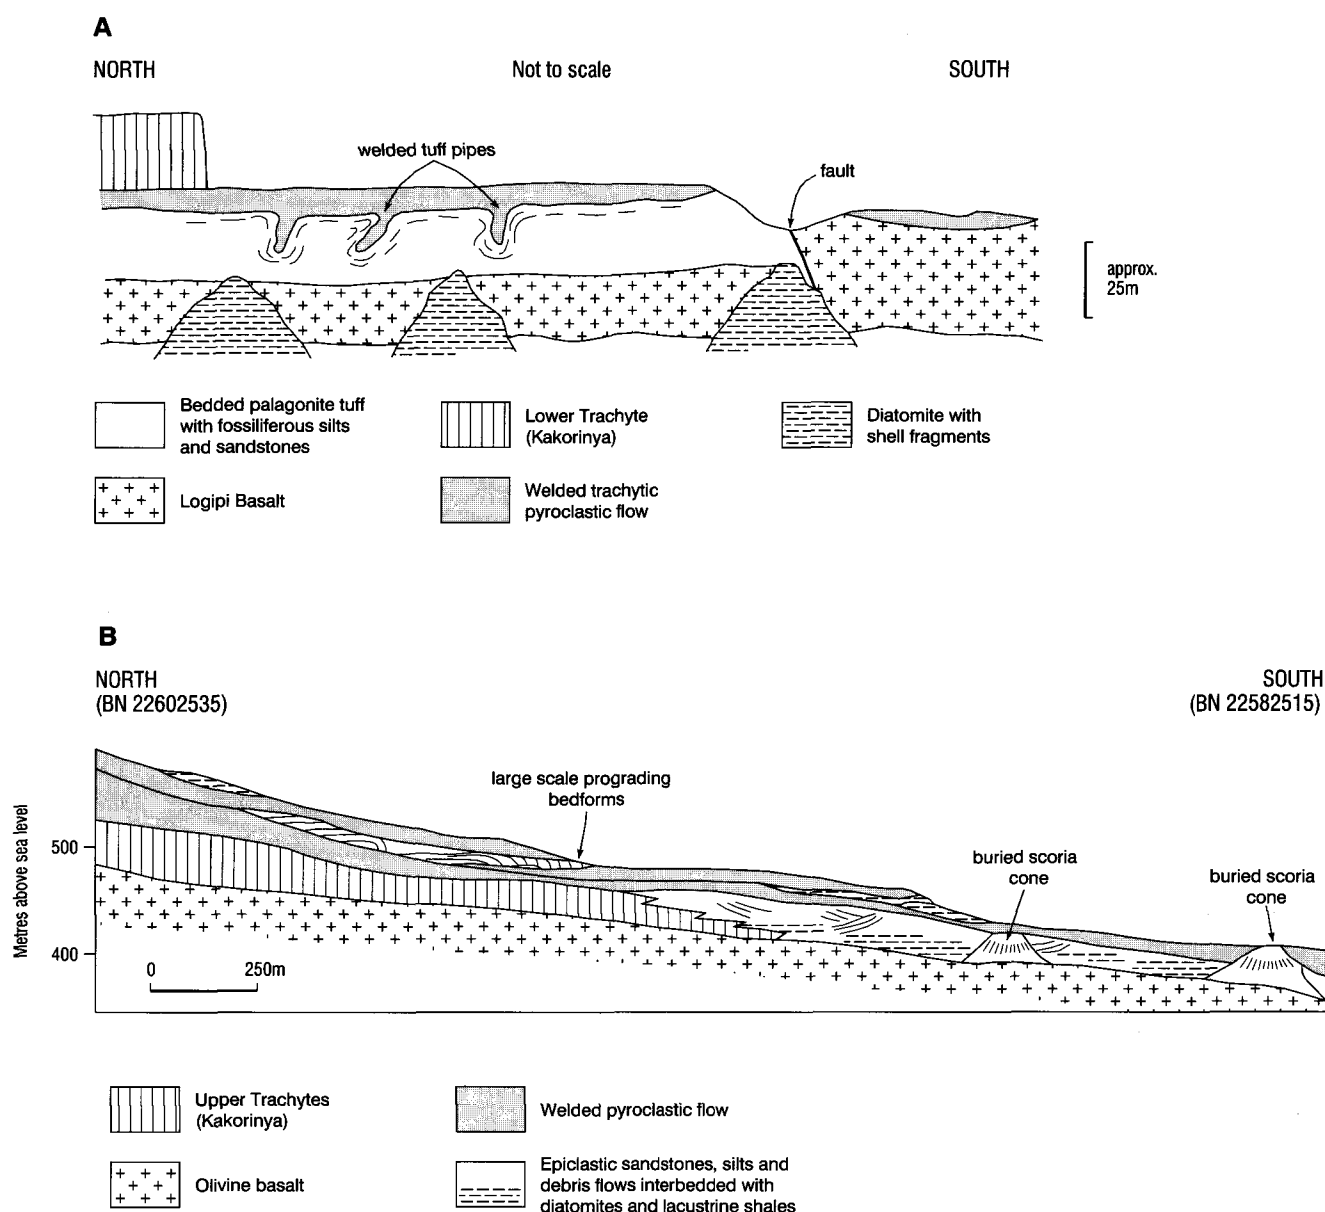 A
NORTH
Not to scale
SOUTH
welded tuff pipes
fault
approx.
25m
Bedded palagonite tuff
with fossiliferous silts
and sandstones
Lower Trachyte
(Kakorinya)
Diatomite with
shell fragments
Logipi Basalt
Welded trachytic
pyroclastic flow
B
NORTH
(BN 22602535)
SOUTH
(BN 22582515)
large scale prograding
bedforms
Metres above sea level
500
400
buried scoria
cone
buried scoria
cone
0 250m
Upper Trachytes
(Kakorinya)
Welded pyroclastic flow
Olivine basalt
Epiclastic sandstones, silts and
debris flows interbedded with
diatomites and lacustrine shales